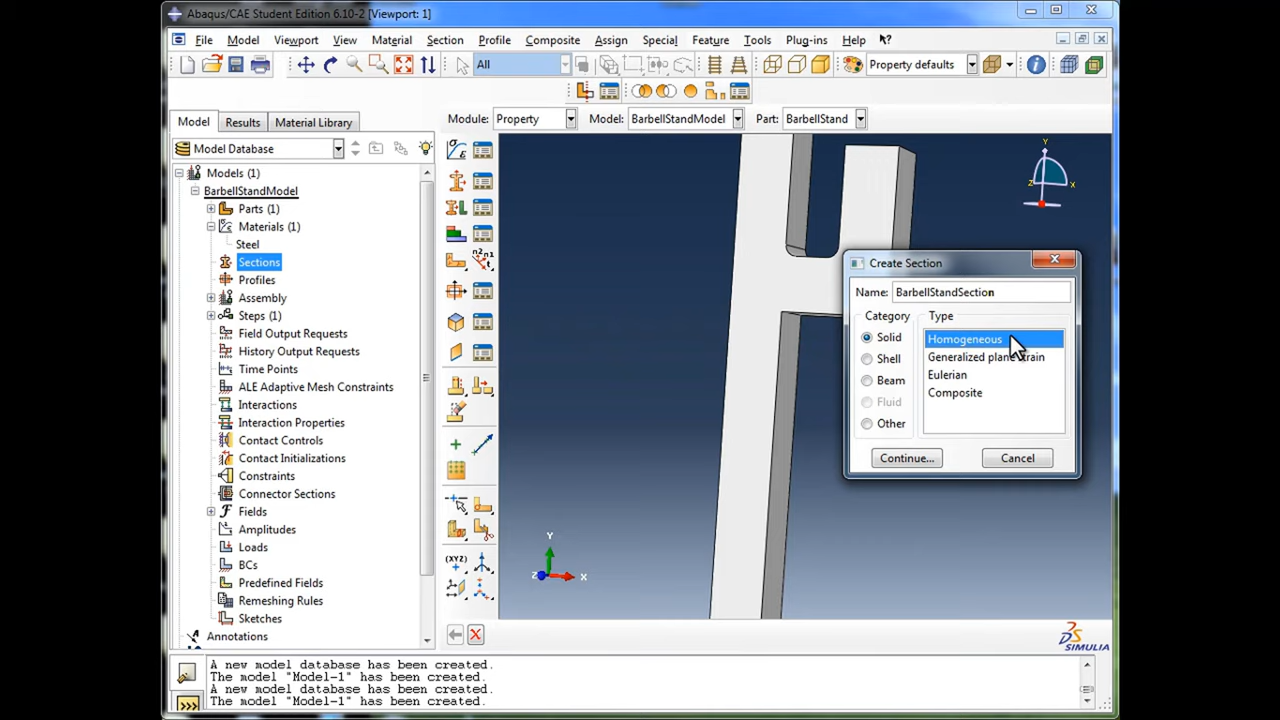 Abaqus/CAE Student Edition 6.10-2 [Viewport: 1]
File Model Viewport View Material Section Profile Composite Assign Special Feature Tools Plug-ins Help
All Property defaults
Module: Property Model: BarbellStandModel Part: BarbellStand
Model Results Material Library
Model Database
Models (1)
BarbellStandModel
Parts (1)
Materials (1)
Steel
Sections
Profiles
Assembly
Steps (1)
Field Output Requests
History Output Requests
Time Points
ALE Adaptive Mesh Constraints
Interactions
Interaction Properties
Contact Controls
Contact Initializations
Constraints
Connector Sections
Fields
Amplitudes
Loads
BCs
Predefined Fields
Remeshing Rules
Sketches
Annotations
n2 n1
t
(XYZ)
Y
Z X
Create Section
Name: BarbellStandSection
Category Type
Solid
Shell
Beam
Fluid
Other
Homogeneous
Generalized plane strain
Eulerian
Composite
Continue... Cancel
Y
Z X
SIMULIA
A new model database has been created.
The model "Model-1" has been created.
A new model database has been created.
The model "Model-1" has been created.
>>>